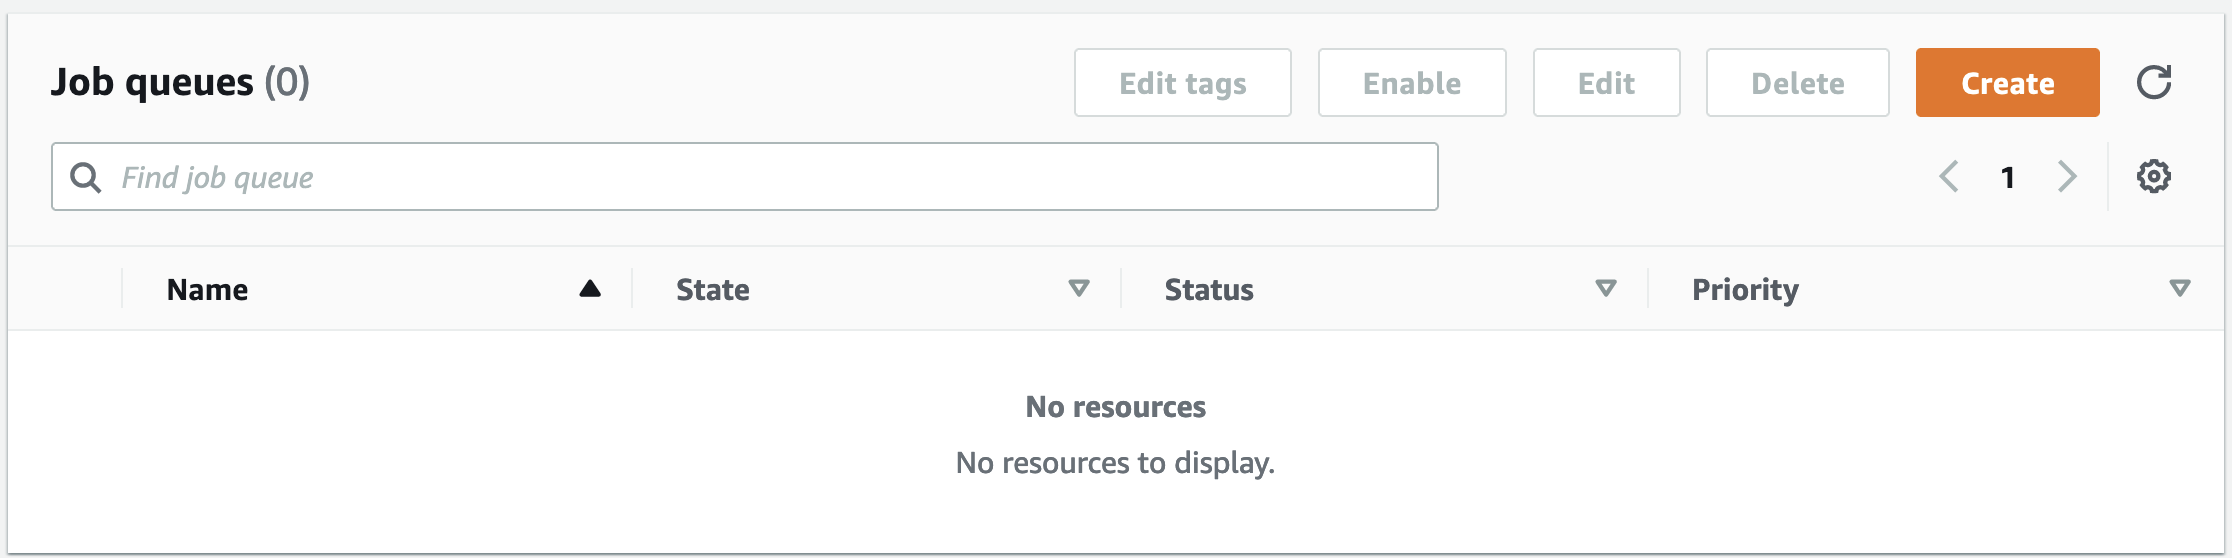 Job queues (0)
Edit tags
Enable
Edit
Delete
Create
Find job queue
1
Name
State
Status
Priority
No resources
No resources to display.